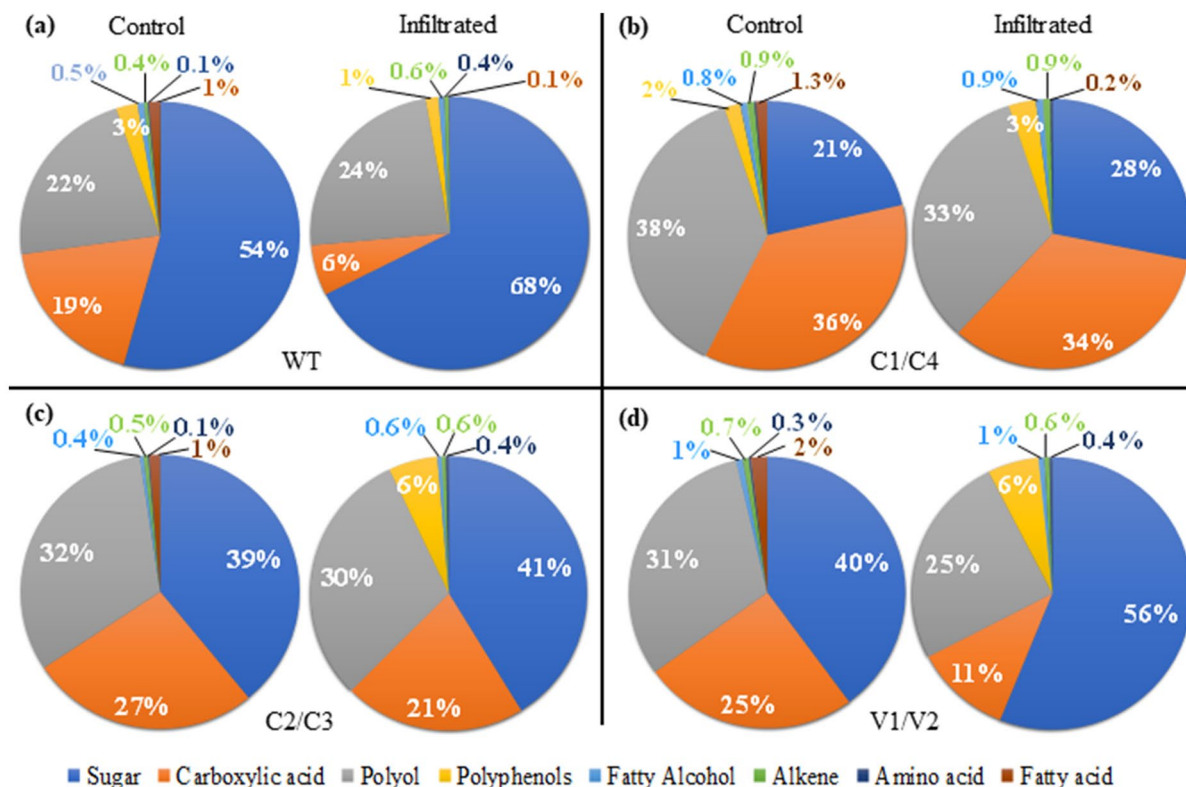 (a) Control Infiltrated
0.5% 0.4% 0.1% 1%
3%
22%
54%
19%
1% 0.6% 0.4% 0.1%
24%
6%
68%
WT
(b) Control Infiltrated
2% 0.8% 0.9% 1.3%
21%
38%
36%
0.9% 0.9% 0.2%
3%
28%
33%
34%
C1/C4
(c)
0.4% 0.5% 0.1% 1%
32%
39%
27%
0.6% 0.6% 0.4%
6%
41%
30%
21%
C2/C3
(d)
1% 0.7% 0.3% 2%
31%
40%
25%
1% 0.6% 0.4%
6%
25%
56%
11%
V1/V2
Sugar Carboxylic acid Polyol Polyphenols Fatty Alcohol Alkene Amino acid Fatty acid